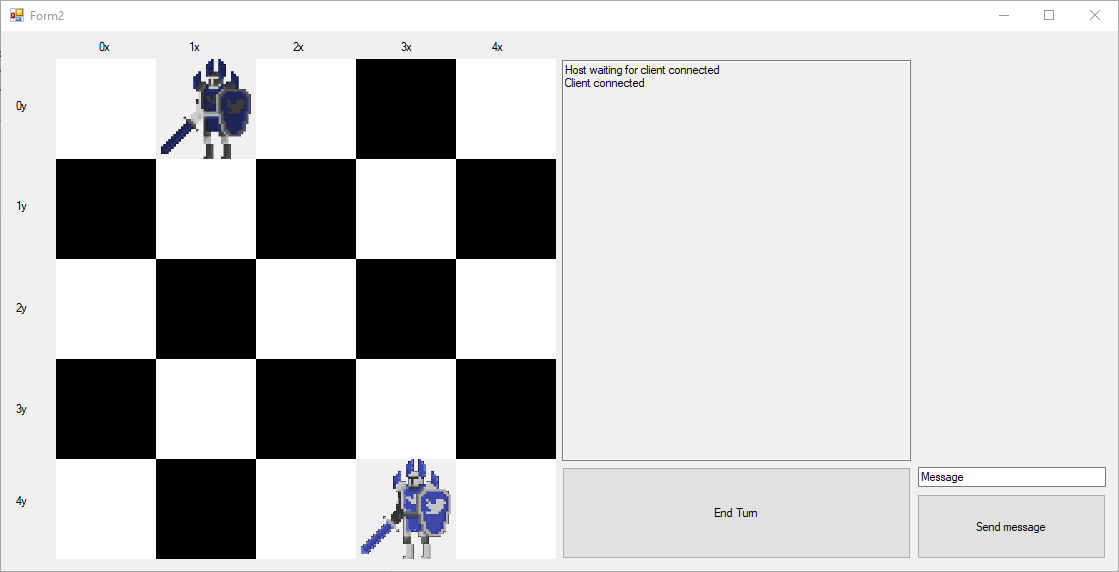 Form2
0x 1x 2x 3x 4x
Host waiting for client connected
Client connected
0y
1y
2y
3y
4y
Message
End Turn
Send message